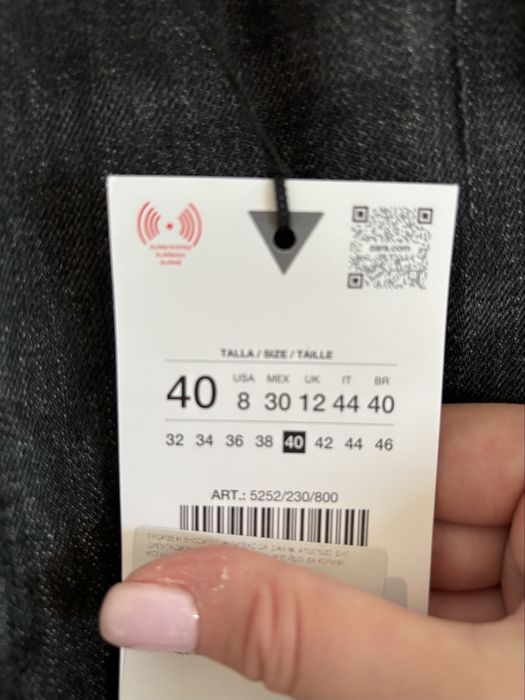 zara.com
TALLA / SIZE / TAILLE
40
USA MEX UK IT BR
8 30 12 44 40
32 34 36 38 40 42 44 46
ART.: 5252/230/800